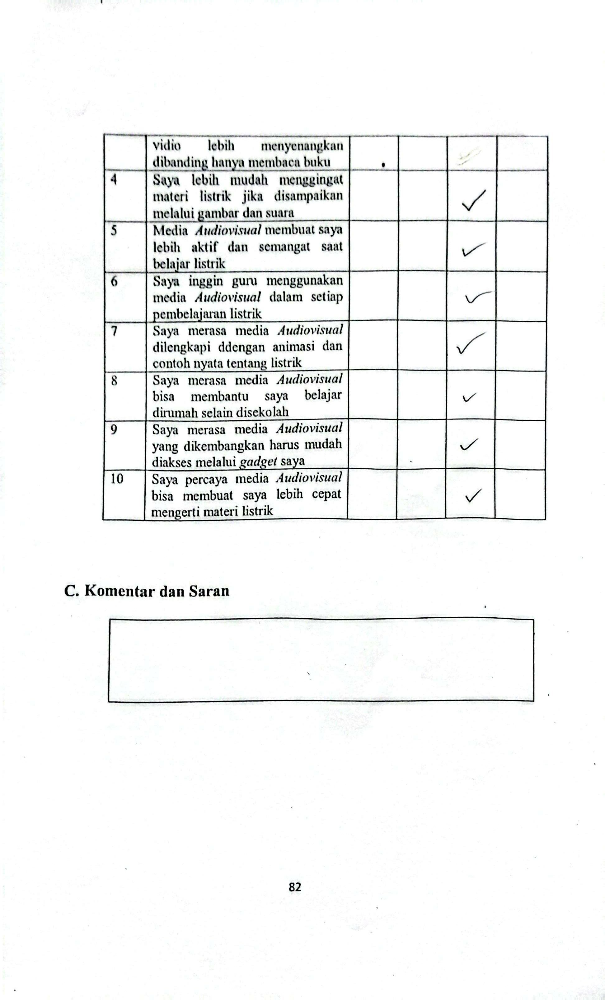 vidio lebih menyenangkan
dibanding hanya membaca buku
4 Saya lebih mudah menggingat
materi listrik jika disampaikan
melalui gambar dan suara
✓
5 Media Audiovisual membuat saya
lebih aktif dan semangat saat
belajar listrik
✓
6 Saya inggin guru menggunakan
media Audiovisual dalam setiap
pembelajaran listrik
✓
7 Saya merasa media Audiovisual
dilengkapi ddengan animasi dan
contoh nyata tentang listrik
✓
8 Saya merasa media Audiovisual
bisa membantu saya belajar
dirumah selain disekolah
✓
9 Saya merasa media Audiovisual
yang dikembangkan harus mudah
diakses melalui gadget saya
✓
10 Saya percaya media Audiovisual
bisa membuat saya lebih cepat
mengerti materi listrik
✓
C. Komentar dan Saran
82